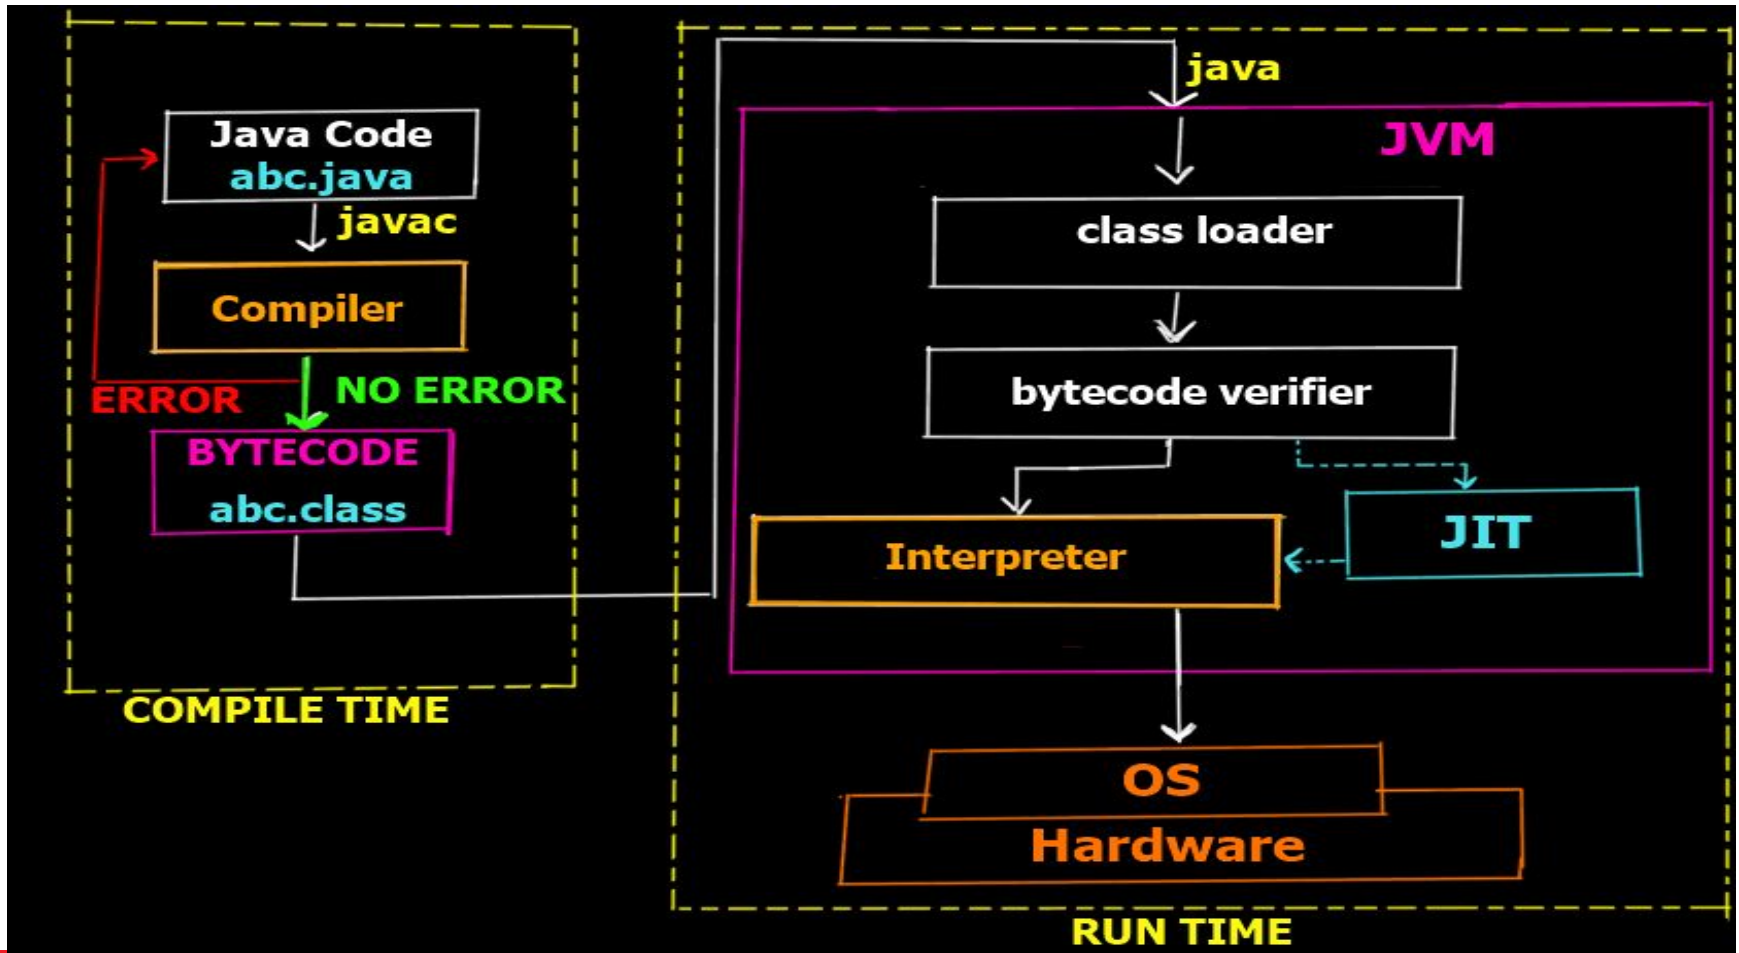 Java Code
abc.java
javac
Compiler
ERROR
NO ERROR
BYTECODE
abc.class
COMPILE TIME
java
JVM
class loader
bytecode verifier
Interpreter
JIT
OS
Hardware
RUN TIME